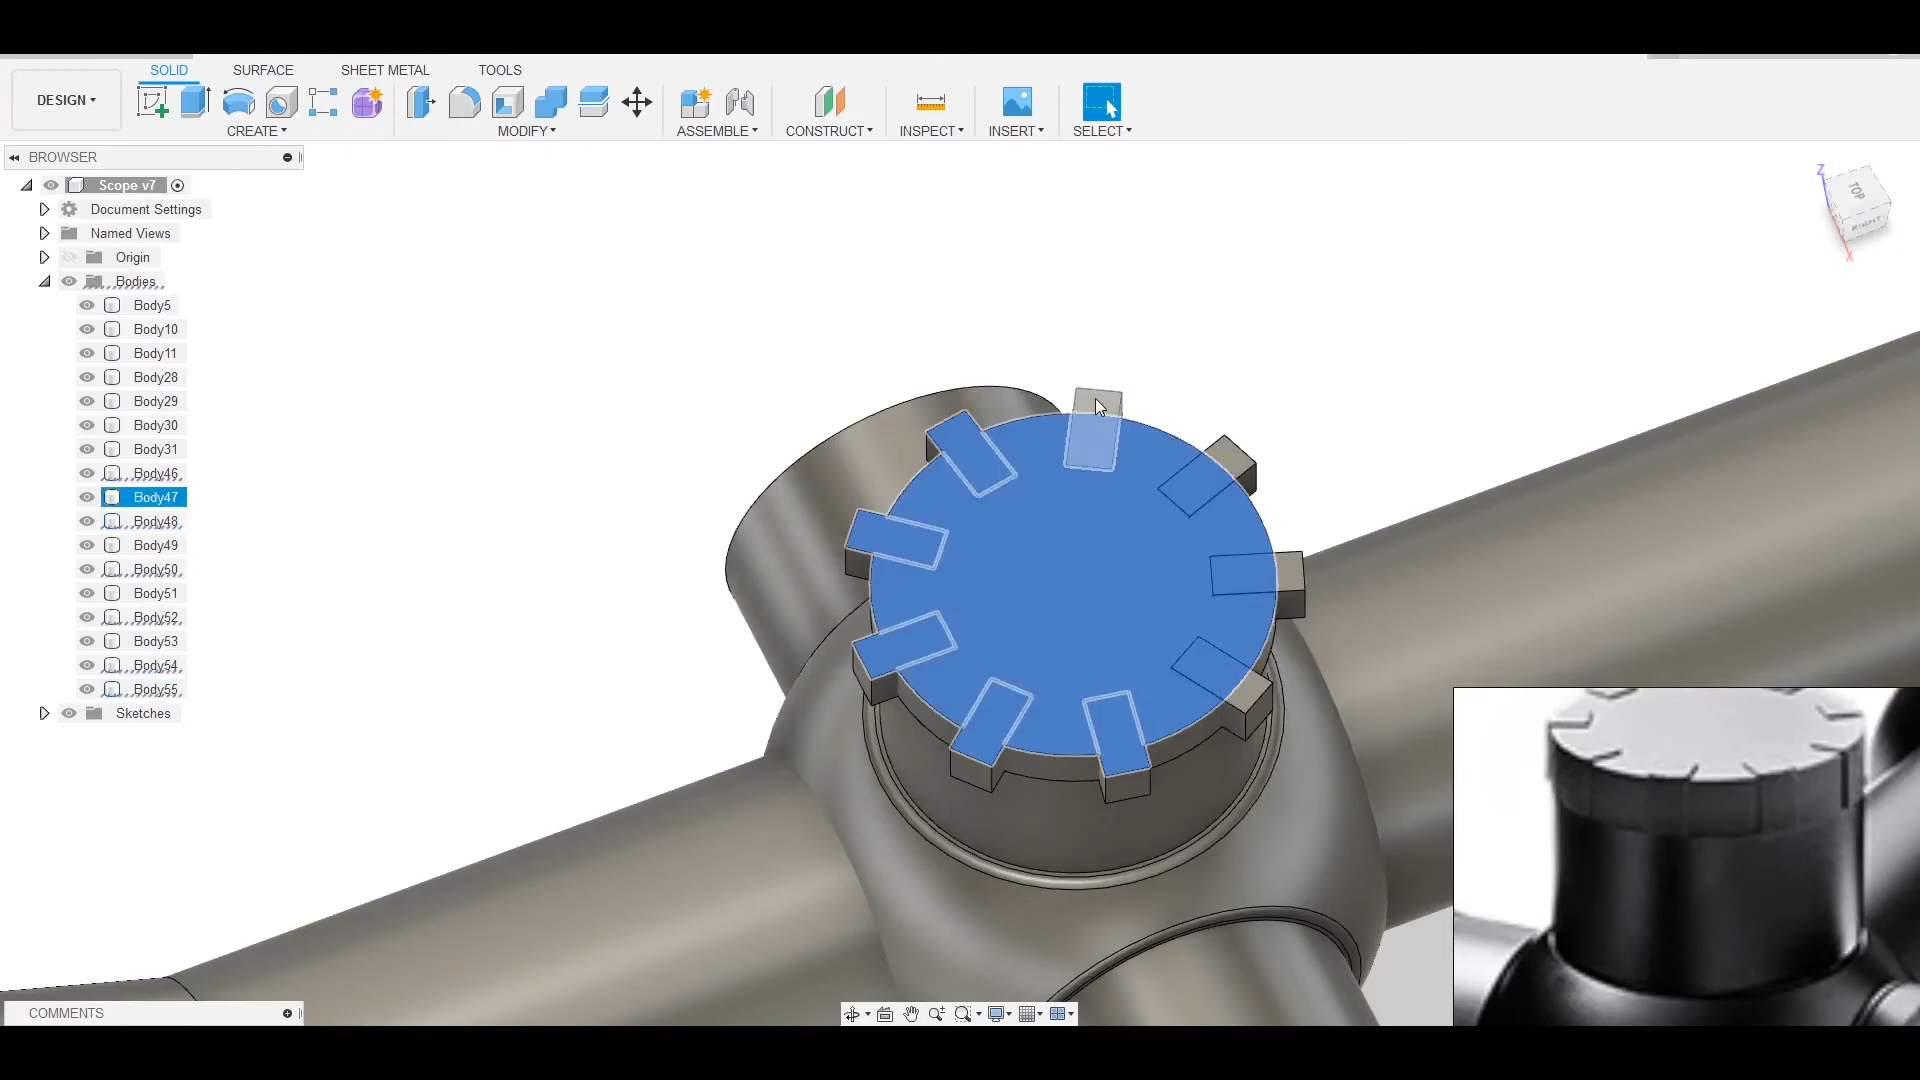 SOLID SURFACE SHEET METAL TOOLS
DESIGN
CREATE MODIFY ASSEMBLE CONSTRUCT INSPECT INSERT SELECT
BROWSER
Scope v7
Document Settings
Named Views
Origin
Bodies
Body5
Body10
Body11
Body28
Body29
Body30
Body31
Body46
Body47
Body48
Body49
Body50
Body51
Body52
Body53
Body54
Body55
Sketches
Z
TOP
RIGHT
X
COMMENTS